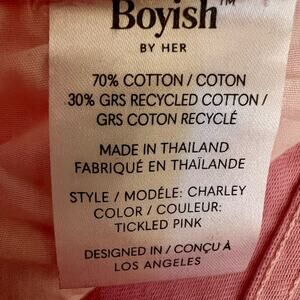 Boyish™
BY HER
70% COTTON / COTON
30% GRS RECYCLED COTTON /
GRS COTON RECYCLÉ
MADE IN THAILAND
FABRIQUÉ EN THAÏLANDE
STYLE / MODÉLE: CHARLEY
COLOR / COULEUR:
TICKLED PINK
DESIGNED IN / CONÇU À
LOS ANGELES